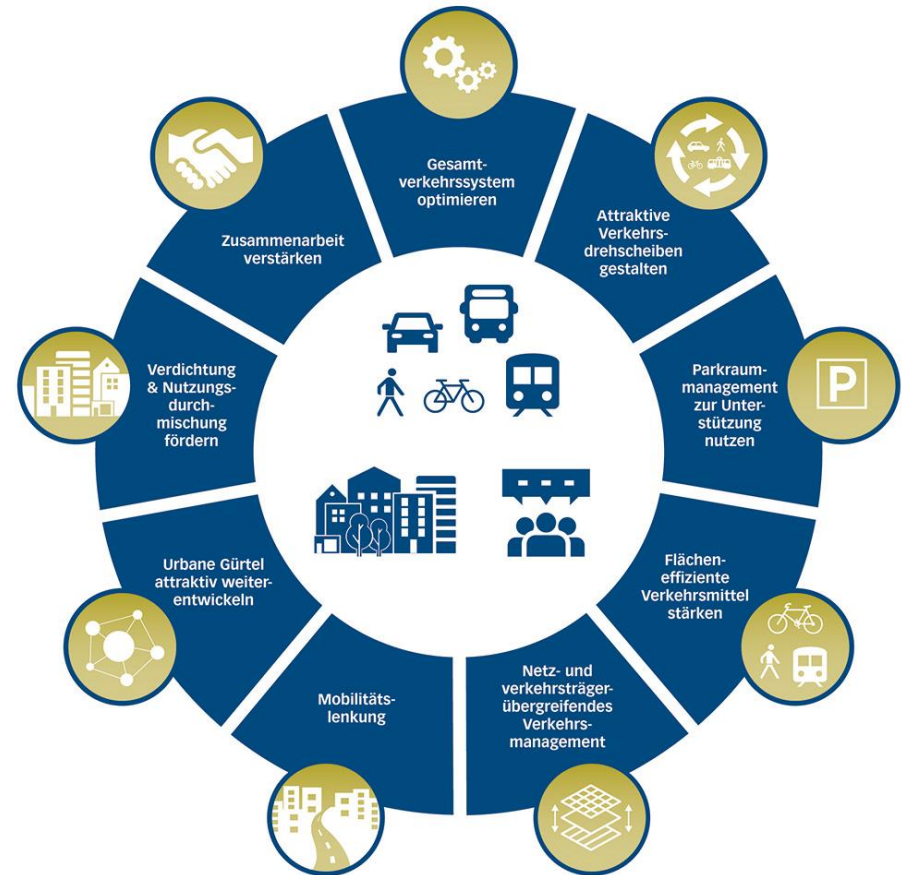 Gesamt-
verkehrssystem
optimieren
Attraktive
Verkehrs-
drehscheiben
gestalten
Parkraum-
management
zur Unter-
stützung
nutzen
Flächen-
effiziente
Verkehrsmittel
stärken
Netz- und
verkehrsträger-
übergreifendes
Verkehrs-
management
Mobilitäts-
lenkung
Urbane Gürtel
attraktiv weiter-
entwickeln
Verdichtung
& Nutzungs-
durch-
mischung
fördern
Zusammenarbeit
verstärken
P